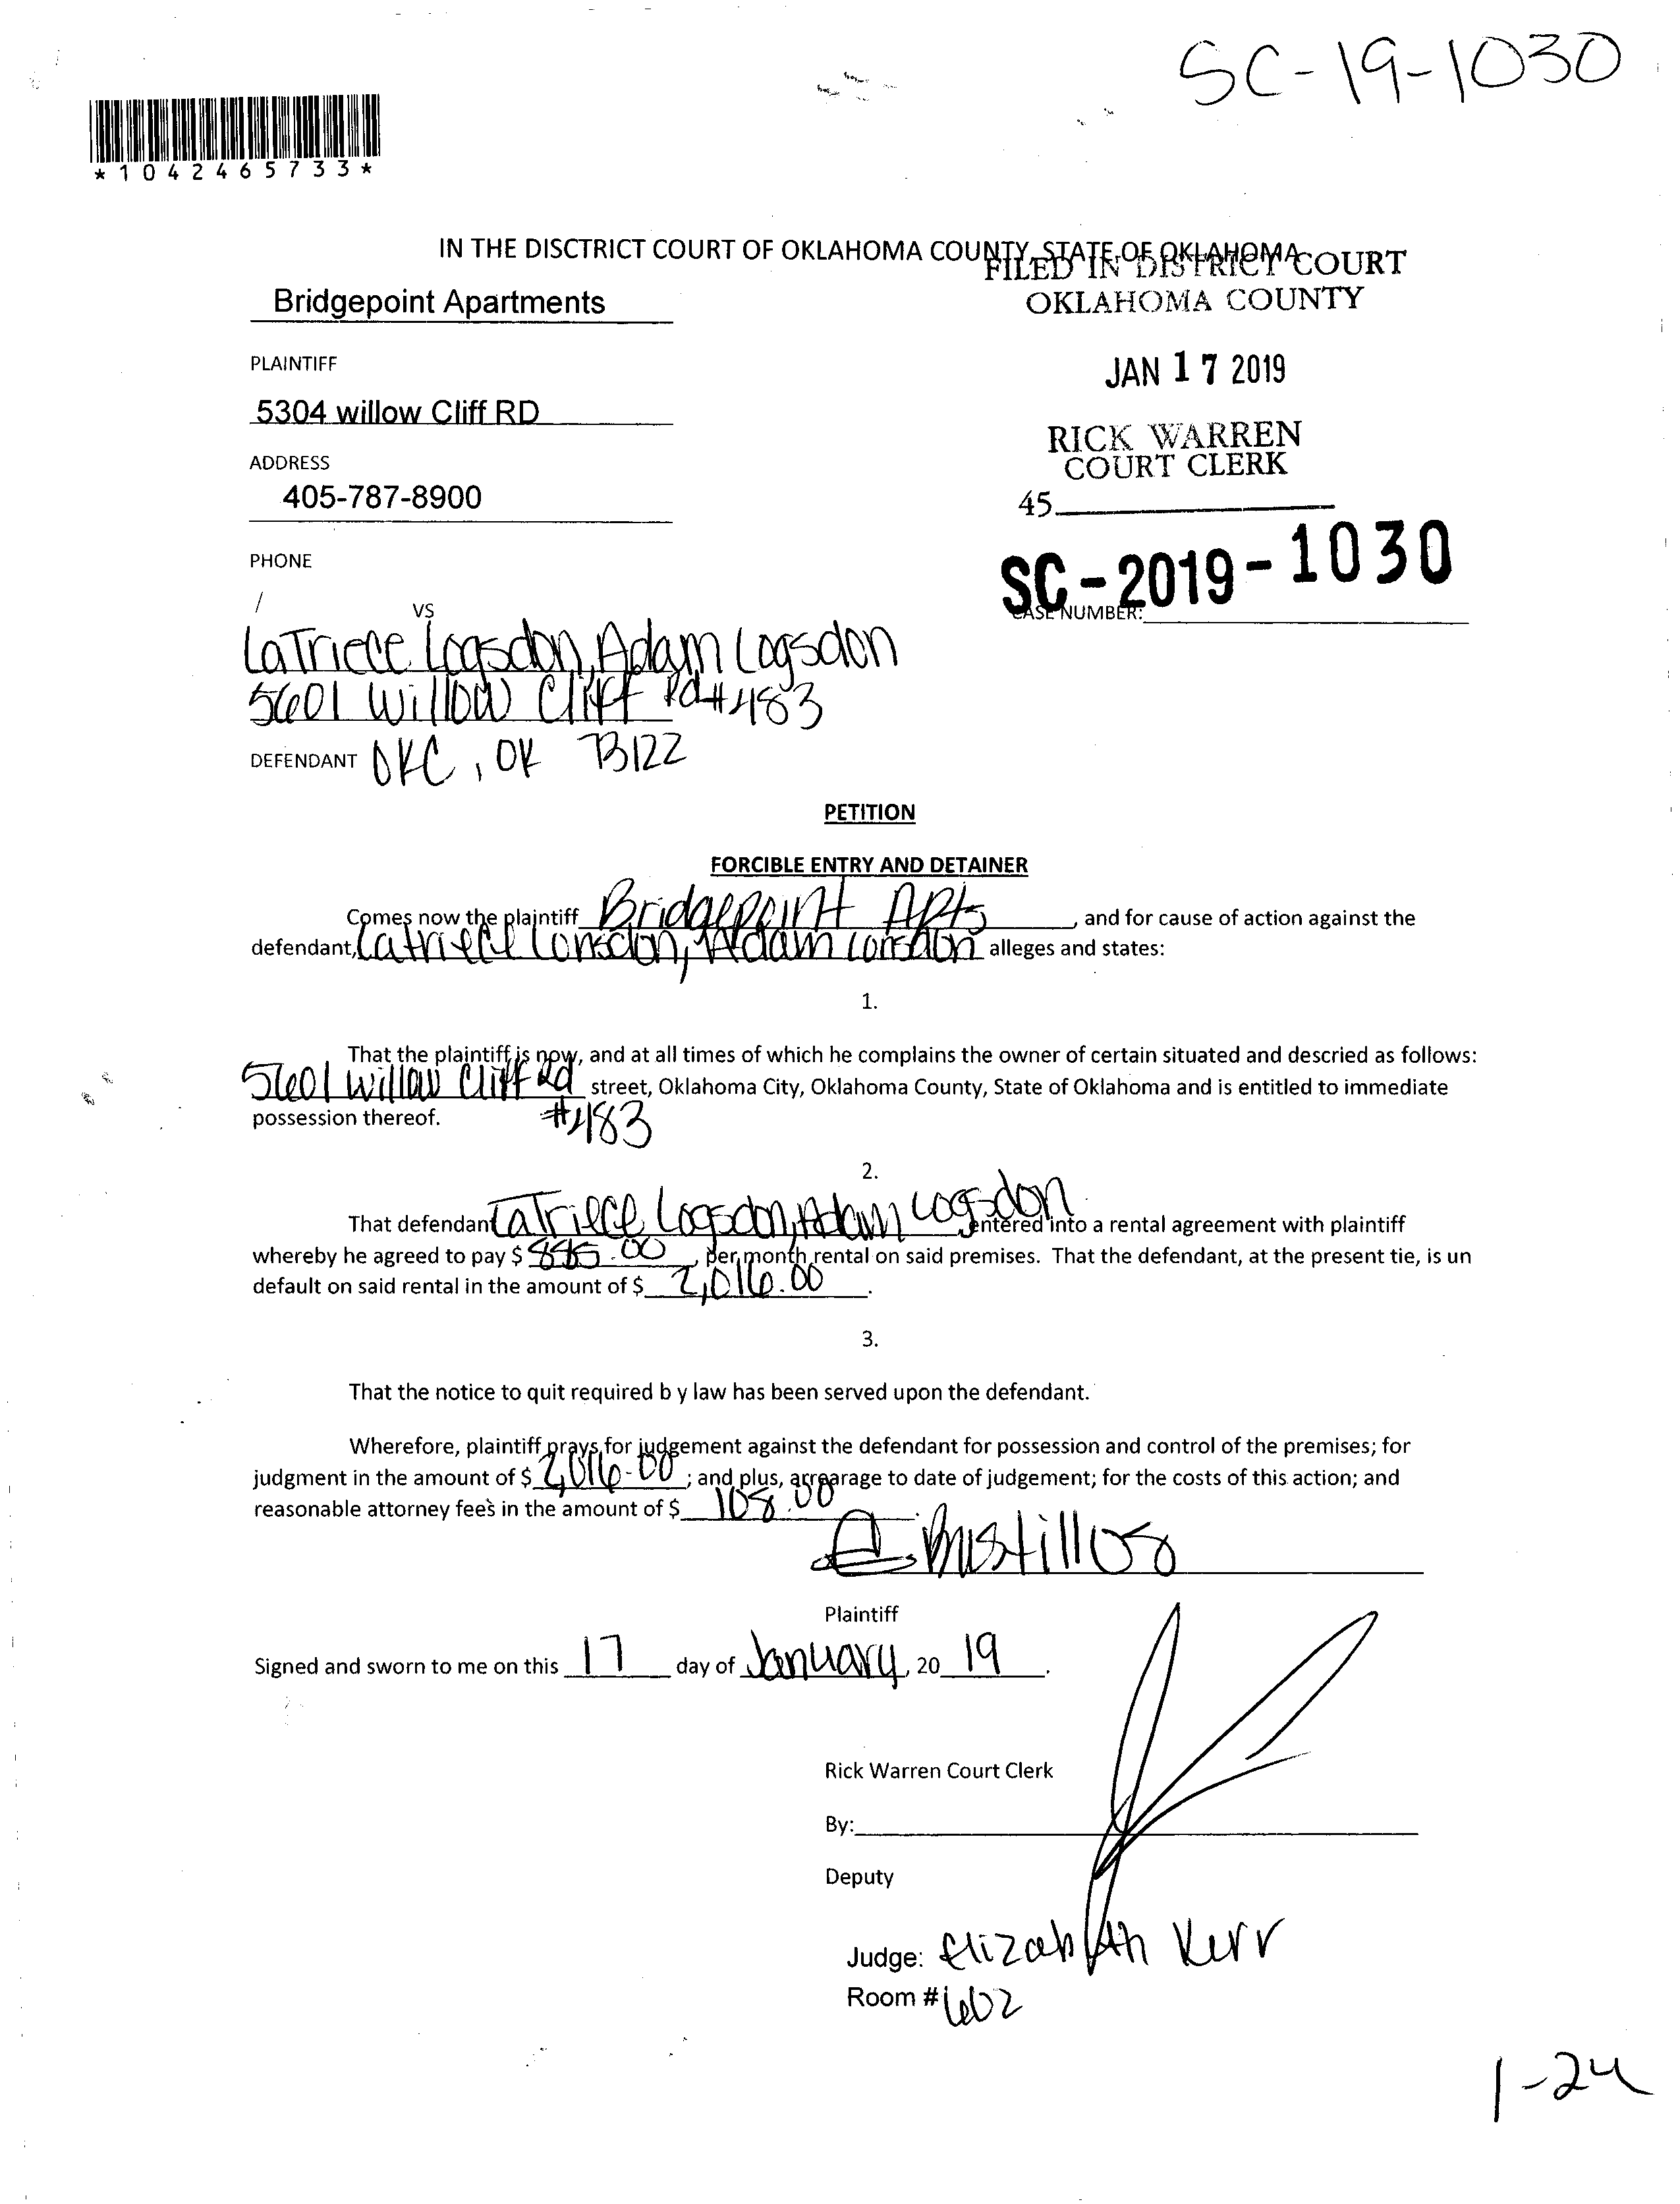 SC-19-1030
*1042465733*
IN THE DISCTRICT COURT OF OKLAHOMA COUNTY, STATE OF OKLAHOMA
FILED IN DISTRICT COURT
OKLAHOMA COUNTY
Bridgepoint Apartments
PLAINTIFF
JAN 17 2019
5304 willow Cliff RD
RICK WARREN
COURT CLERK
ADDRESS
405-787-8900
45
PHONE
SC-2019-1030
CASE NUMBER:
/
VS
LaTriece Logsdon, Adam Logsdon
5601 Willow Cliff Rd #483
DEFENDANT OKC, OK 73122
PETITION
FORCIBLE ENTRY AND DETAINER
Comes now the plaintiff Bridgepoint Apts, and for cause of action against the
defendant, Latriece Lonsdon, Adam Lonsdon alleges and states:
1.
That the plaintiff is now, and at all times of which he complains the owner of certain situated and descried as follows:
5601 Willow Cliff Rd street, Oklahoma City, Oklahoma County, State of Oklahoma and is entitled to immediate
possession thereof. #483
2.
That defendant LaTriece Logsdon, Adam Logsdon entered into a rental agreement with plaintiff
whereby he agreed to pay $ .00, per month rental on said premises. That the defendant, at the present tie, is un
default on said rental in the amount of $ 2,016.00.
3.
That the notice to quit required b y law has been served upon the defendant.
Wherefore, plaintiff prays for judgement against the defendant for possession and control of the premises; for
judgment in the amount of $ 2,016.00; and plus, arrearage to date of judgement; for the costs of this action; and
reasonable attorney fee's in the amount of $ 108.00.
Bustillos
Plaintiff
Signed and sworn to me on this 17 day of January, 20 19.
Rick Warren Court Clerk
By:
Deputy
Judge: Elizabeth Kerr
Room # 602
1-24